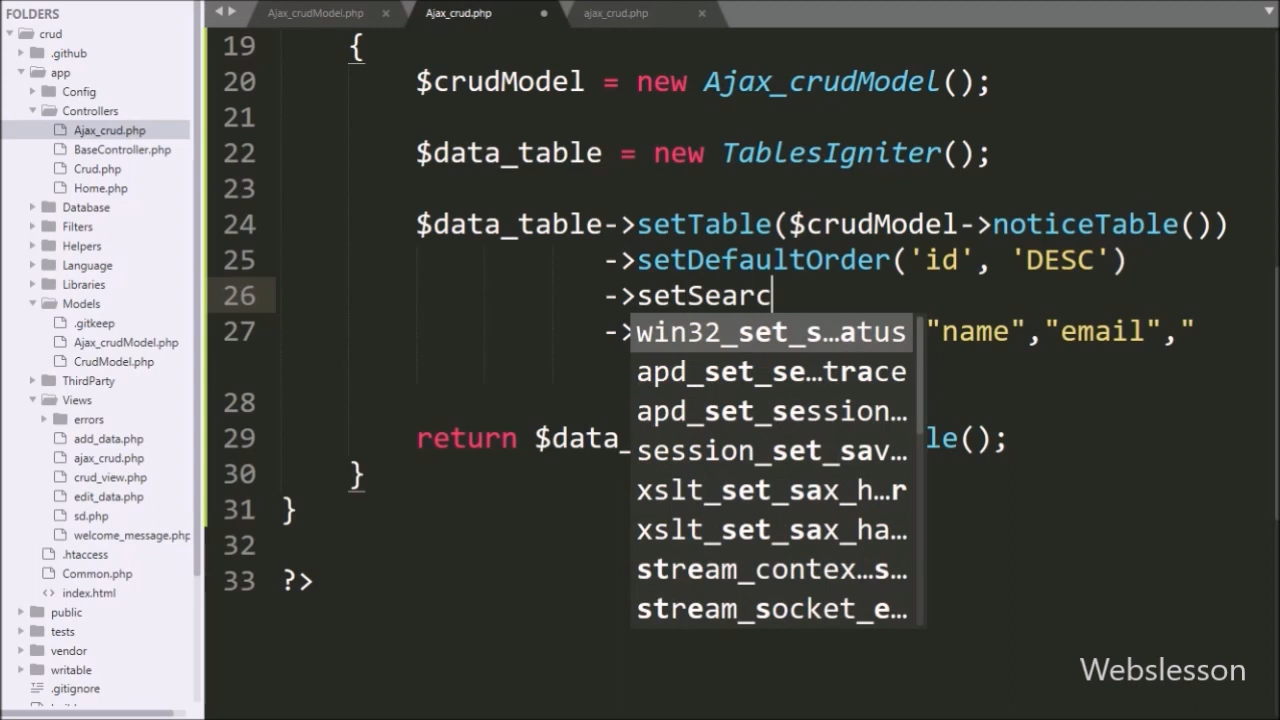 FOLDERS
crud
.github
app
Config
Controllers
Ajax_crud.php
BaseController.php
Crud.php
Home.php
Database
Filters
Helpers
Language
Libraries
Models
.gitkeep
Ajax_crudModel.php
CrudModel.php
ThirdParty
Views
errors
add_data.php
ajax_crud.php
crud_view.php
edit_data.php
sd.php
welcome_message.php
.htaccess
Common.php
index.html
public
tests
vendor
writable
.gitignore
Ajax_crudModel.php Ajax_crud.php ajax_crud.php
19 {
20 $crudModel = new Ajax_crudModel();
21
22 $data_table = new TablesIgniter();
23
24 $data_table->setTable($crudModel->noticeTable())
25 ->setDefaultOrder('id', 'DESC')
26 ->setSearc
27 -> "name","email","
28
29 return $data_ le();
30 }
31 }
32
33 ?>
win32_set_s…atus
apd_set_se…trace
apd_set_session…
session_set_sav…
xslt_set_sax_h…r
xslt_set_sax_ha…
stream_contex…s…
stream_socket_e…
Webslesson